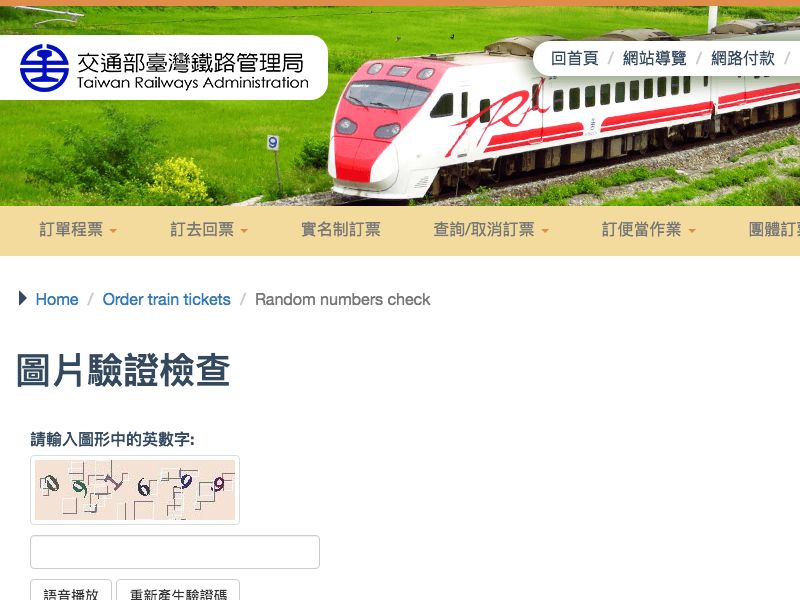 交通部臺灣鐵路管理局
Taiwan Railways Administration
回首頁 / 網站導覽 / 網路付款 /
TRA
9
訂單程票 訂去回票 實名制訂票 查詢/取消訂票 訂便當作業 團體訂票
Home / Order train tickets / Random numbers check
圖片驗證檢查
請輸入圖形中的英數字:
語音播放 重新產生驗證碼